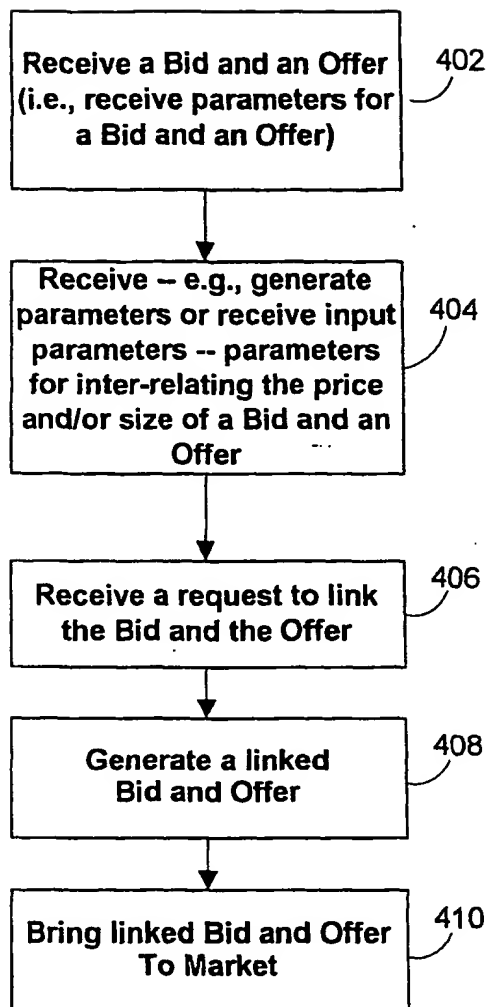 Receive a Bid and an Offer
(i.e., receive parameters for
a Bid and an Offer)
402
Receive – e.g., generate
parameters or receive input
parameters -- parameters
for inter-relating the price
and/or size of a Bid and an
Offer
404
Receive a request to link
the Bid and the Offer
406
Generate a linked
Bid and Offer
408
Bring linked Bid and Offer
To Market
410